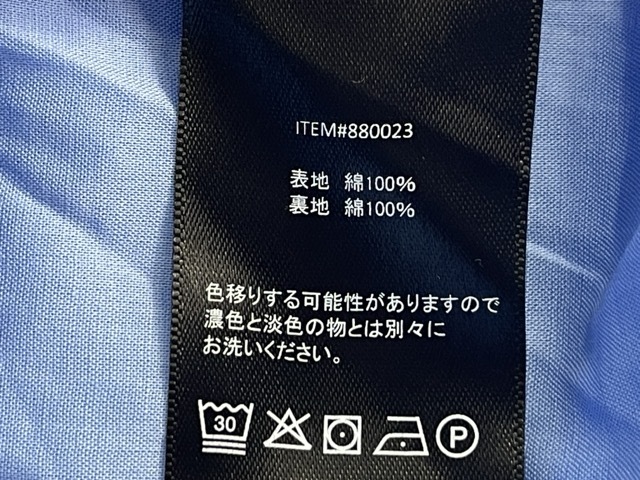 ITEM#880023
表地 綿100%
裏地 綿100%
色移りする可能性がありますので
濃色と淡色の物とは別々に
お洗いください。
30 P